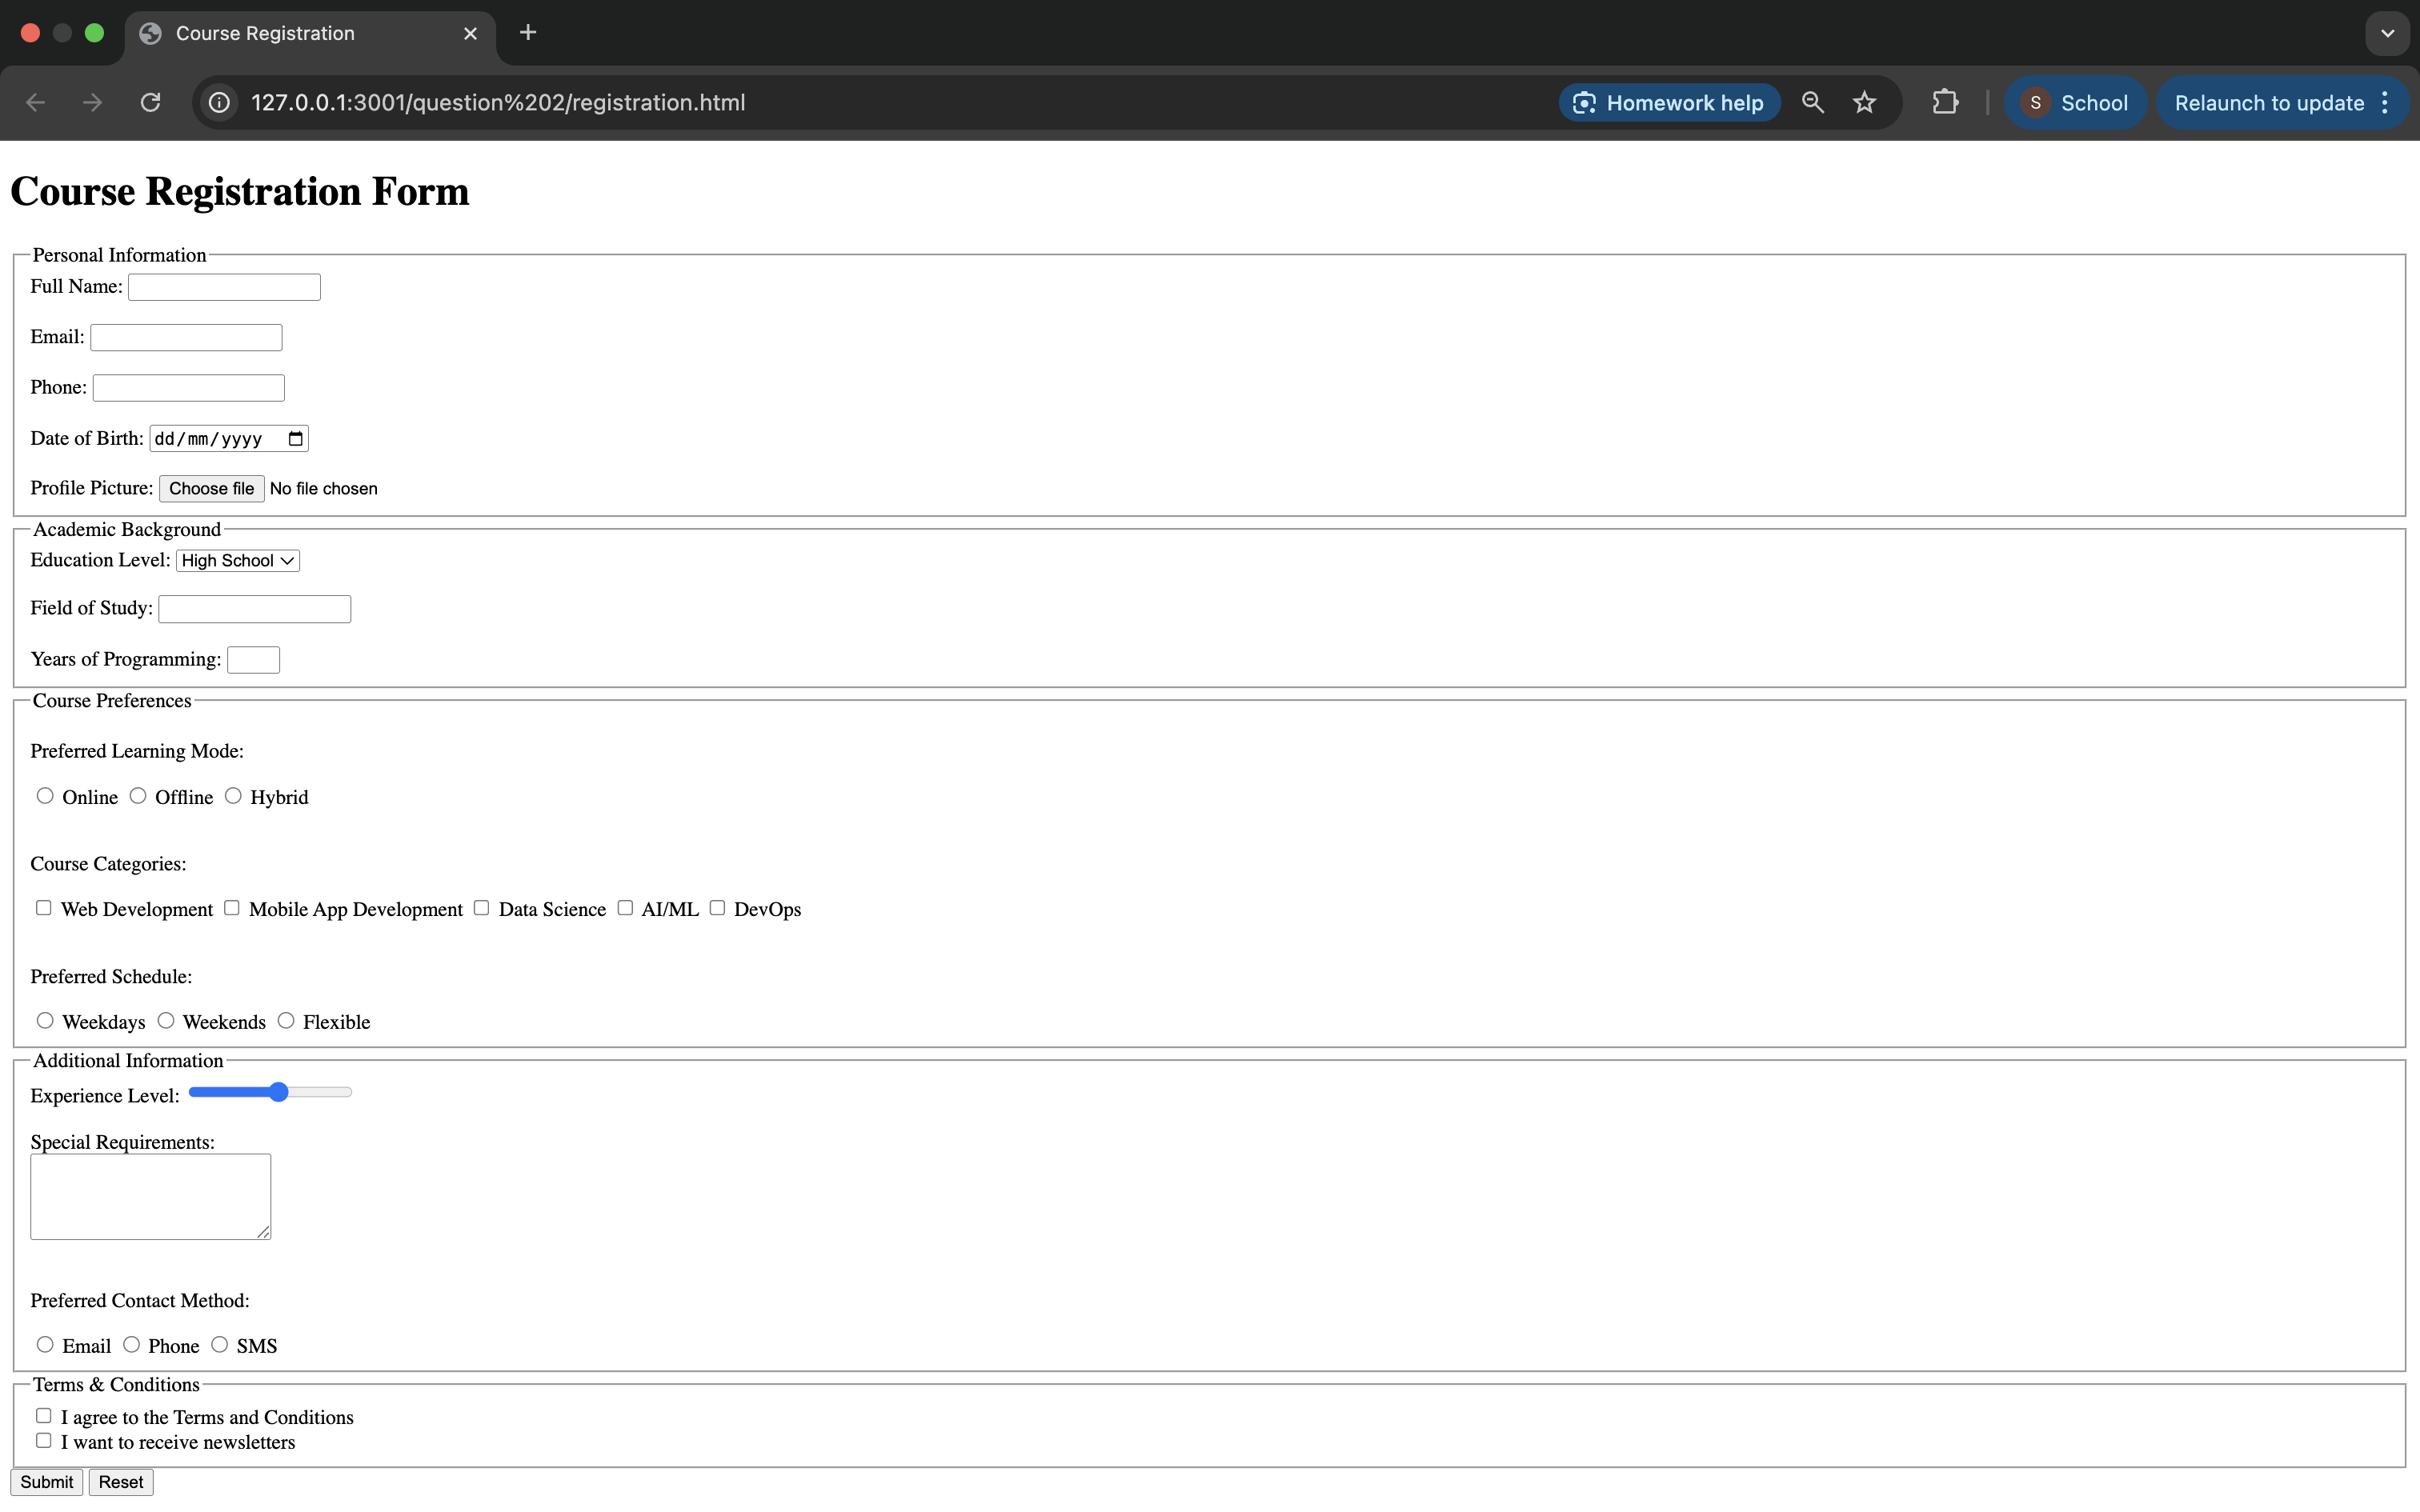 Course Registration
127.0.0.1:3001/question%202/registration.html
Homework help
S School
Relaunch to update
Course Registration Form
Personal Information
Full Name:
Email:
Phone:
Date of Birth: dd/mm/yyyy
Profile Picture: Choose file No file chosen
Academic Background
Education Level: High School
Field of Study:
Years of Programming:
Course Preferences
Preferred Learning Mode:
Online Offline Hybrid
Course Categories:
Web Development Mobile App Development Data Science AI/ML DevOps
Preferred Schedule:
Weekdays Weekends Flexible
Additional Information
Experience Level:
Special Requirements:
Preferred Contact Method:
Email Phone SMS
Terms & Conditions
I agree to the Terms and Conditions
I want to receive newsletters
Submit Reset